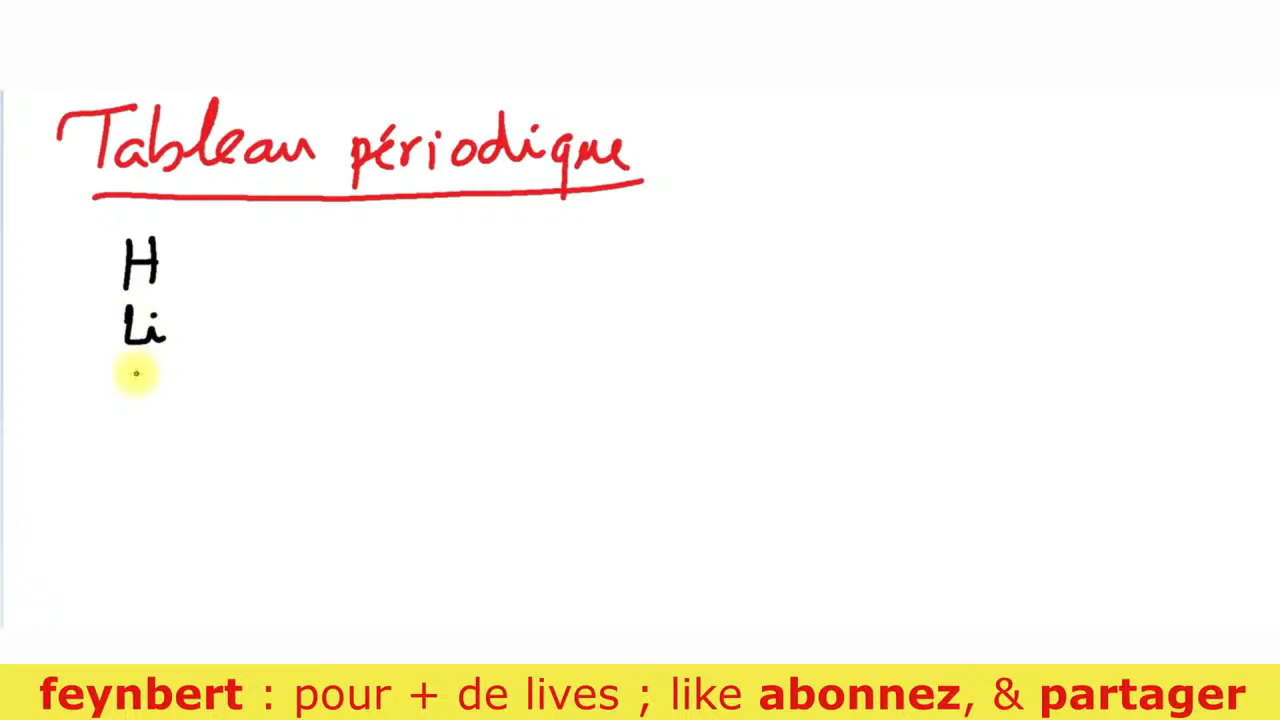 Tableau périodique
H
Li
feynbert : pour + de lives ; like abonnez, & partager